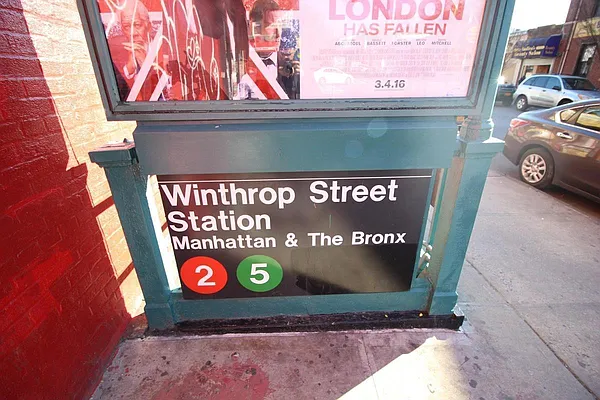 LONDON
HAS FALLEN
3.4.16
Winthrop Street
Station
Manhattan & The Bronx
2 5